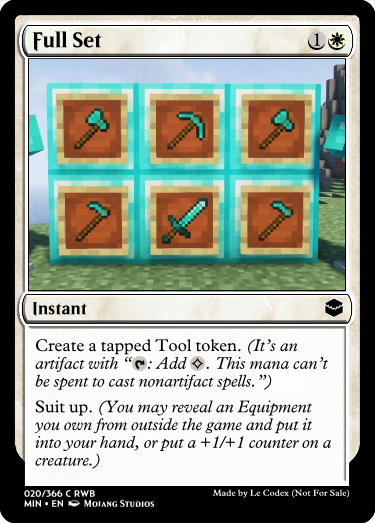 Full Set 1
Instant
Create a tapped Tool token. (It's an
artifact with “: Add . This mana can't
be spent to cast nonartifact spells.”)
Suit up. (You may reveal an Equipment
you own from outside the game and put it
into your hand, or put a +1/+1 counter on a
creature.)
020/366 C RWB
MIN • EN Mojang Studios
Made by Le Codex (Not For Sale)